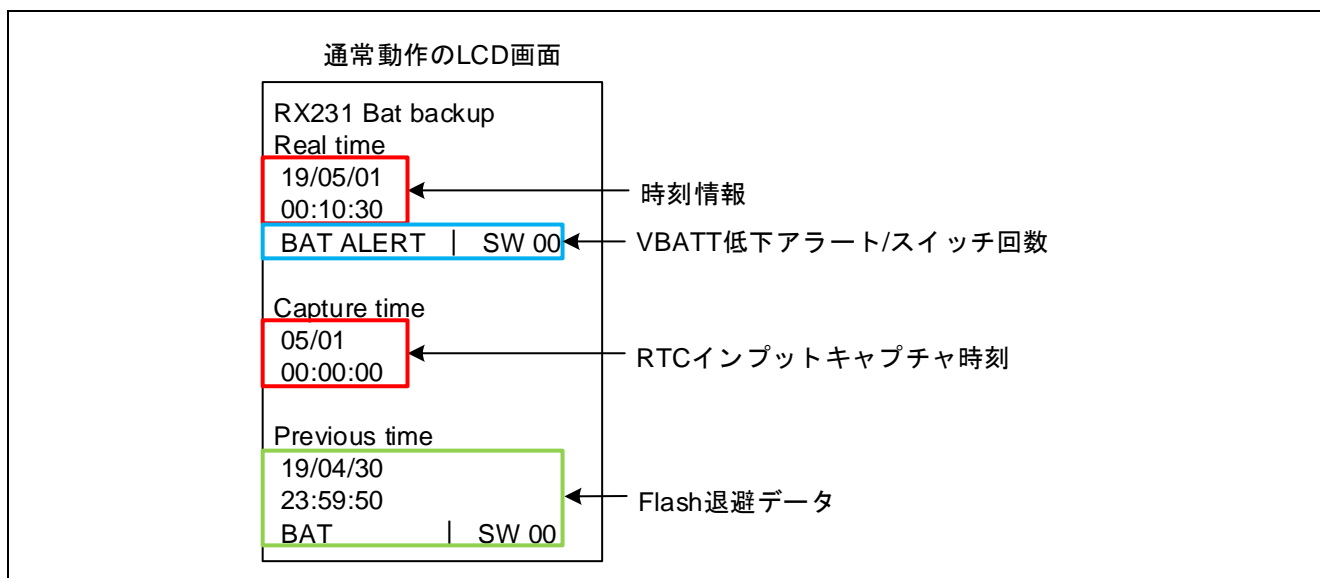 通常動作のLCD画面
RX231 Bat backup
Real time
19/05/01
00:10:30
時刻情報
BAT ALERT | SW 00
VBATT低下アラート/スイッチ回数
Capture time
05/01
00:00:00
RTCインプットキャプチャ時刻
Previous time
19/04/30
23:59:50
Flash退避データ
BAT | SW 00